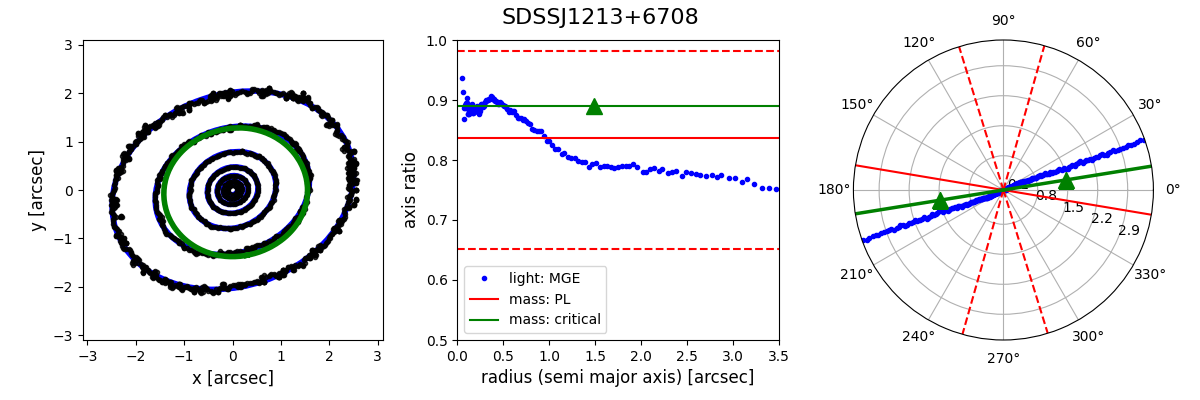 SDSSJ1213+6708
3
2
1
0
−1
−2
−3
y [arcsec]
−3 −2 −1 0 1 2 3
x [arcsec]
1.0
0.9
0.8
0.7
0.6
0.5
axis ratio
light: MGE
mass: PL
mass: critical
0.0 0.5 1.0 1.5 2.0 2.5 3.0 3.5
radius (semi major axis) [arcsec]
90°
120° 60°
150° 30°
180° 0°
0.8
1.5
2.2
2.9
210° 330°
240° 300°
270°